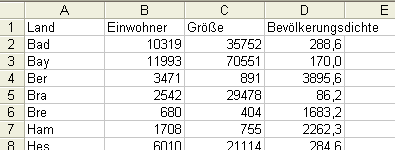 A B C D E
1 Land Einwohner Größe Bevölkerungsdichte
2 Bad 10319 35752 288,6
3 Bay 11993 70551 170,0
4 Ber 3471 891 3895,6
5 Bra 2542 29478 86,2
6 Bre 680 404 1683,2
7 Ham 1708 755 2262,3
8 Hes 6010 21114 284,6